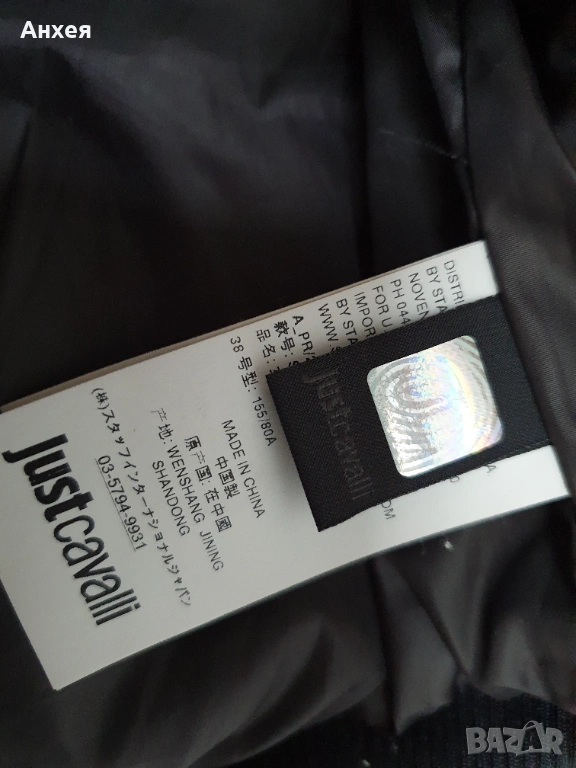 Анхея
DISTRI
BY STA
NOVEN
PH 044
FOR U.
IMPOR
BY STA
WWW.S
A_PR/
款号: S
品名:
38 号型: 155/80A
MADE IN CHINA
中国製
原产国: 在中國
产地: WENSHANG JINING
SHANDONG
(株)スタッフインターナショナルジャパン
03-5794-9931
justcavalli
justcavalli
BAZAR